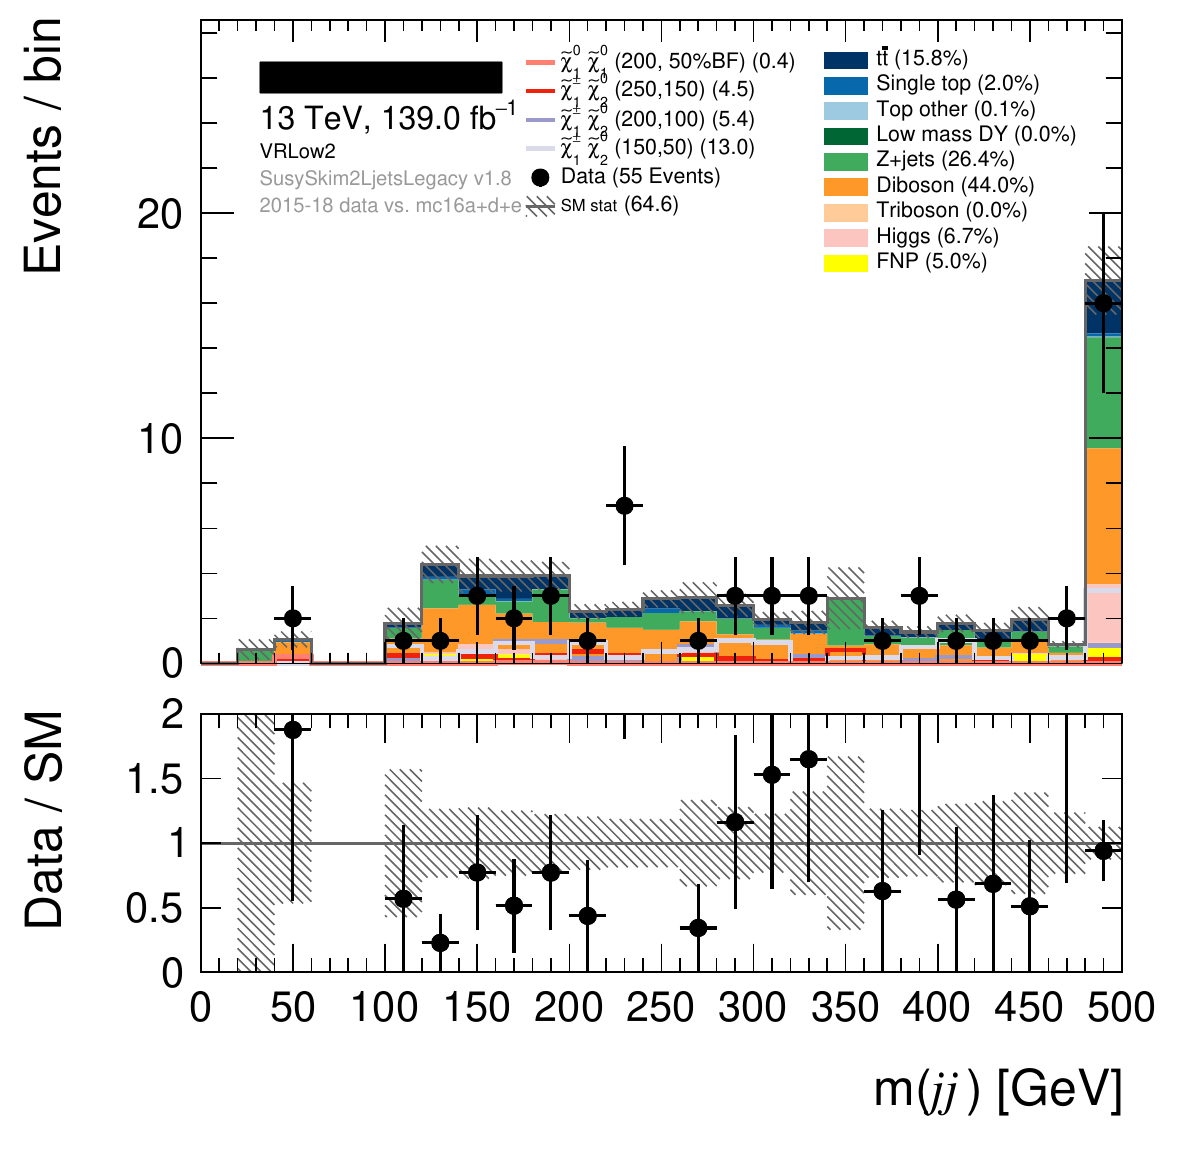 Events / bin
20
10
0
13 TeV, 139.0 fb⁻¹
VRLow2
SusySkim2LjetsLegacy v1.8
2015-18 data vs. mc16a+d+e
χ̃⁰₁ χ̃⁰₁ (200, 50%BF) (0.4)
χ̃±₁ χ̃⁰₂ (250,150) (4.5)
χ̃±₁ χ̃⁰₂ (200,100) (5.4)
χ̃±₁ χ̃⁰₂ (150,50) (13.0)
Data (55 Events)
SM stat (64.6)
tt̄ (15.8%)
Single top (2.0%)
Top other (0.1%)
Low mass DY (0.0%)
Z+jets (26.4%)
Diboson (44.0%)
Triboson (0.0%)
Higgs (6.7%)
FNP (5.0%)
Data / SM
2
1.5
1
0.5
0
0 50 100 150 200 250 300 350 400 450 500
m(jj) [GeV]